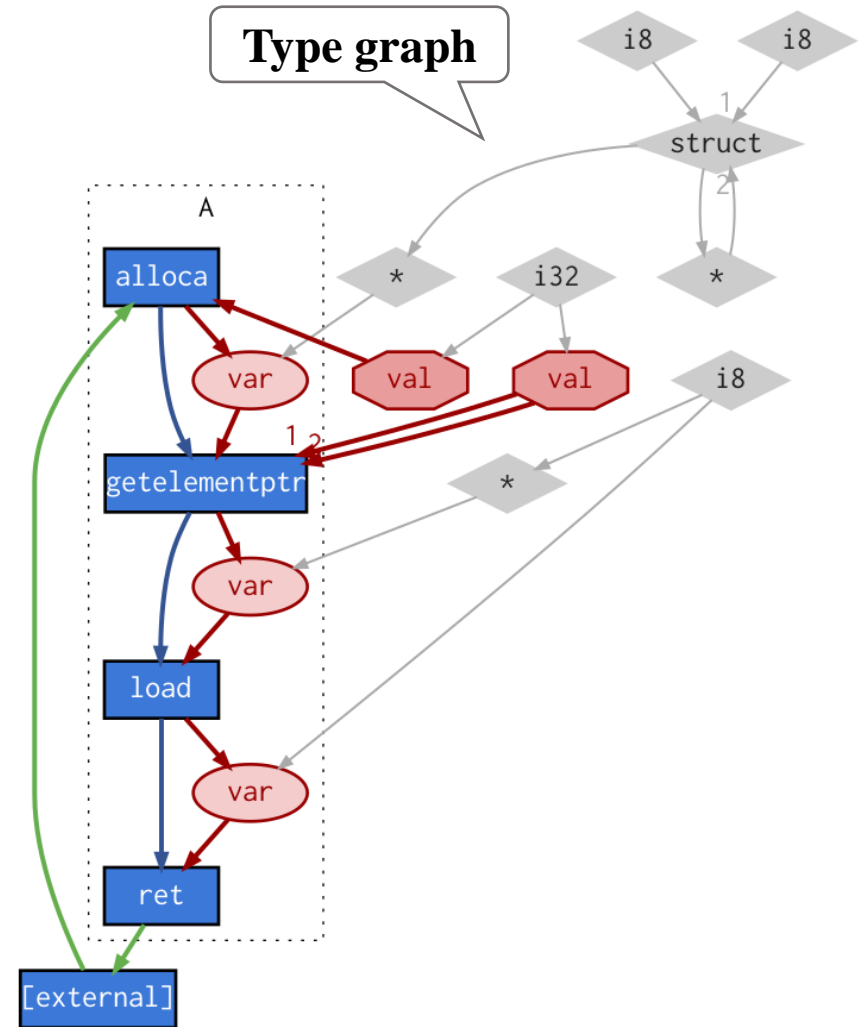 Type graph
i8
i8
1
struct
2
A
alloca
*
i32
*
var
val
val
i8
1
2
getelementptr
*
var
load
var
ret
[external]